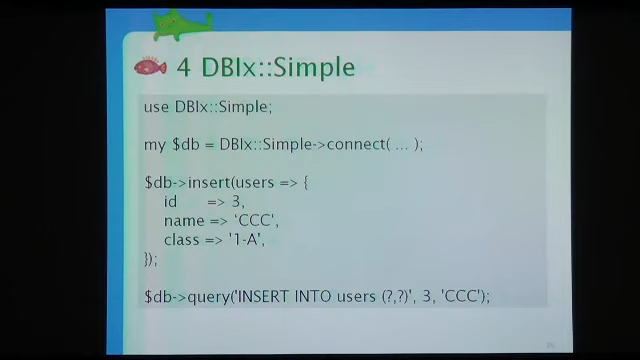 4 DBIx::Simple
use DBIx::Simple;
my $db = DBIx::Simple->connect( ... );
$db->insert(users => {
id => 3,
name => 'CCC',
class => '1-A',
});
$db->query('INSERT INTO users (?,?)', 3, 'CCC');